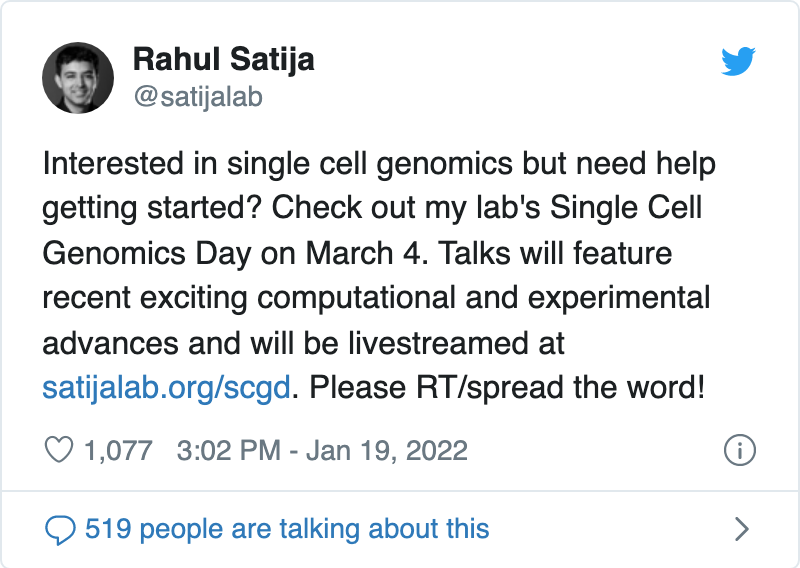 Rahul Satija
@satijalab
Interested in single cell genomics but need help
getting started? Check out my lab's Single Cell
Genomics Day on March 4. Talks will feature
recent exciting computational and experimental
advances and will be livestreamed at
satijalab.org/scgd. Please RT/spread the word!
1,077 3:02 PM - Jan 19, 2022
519 people are talking about this